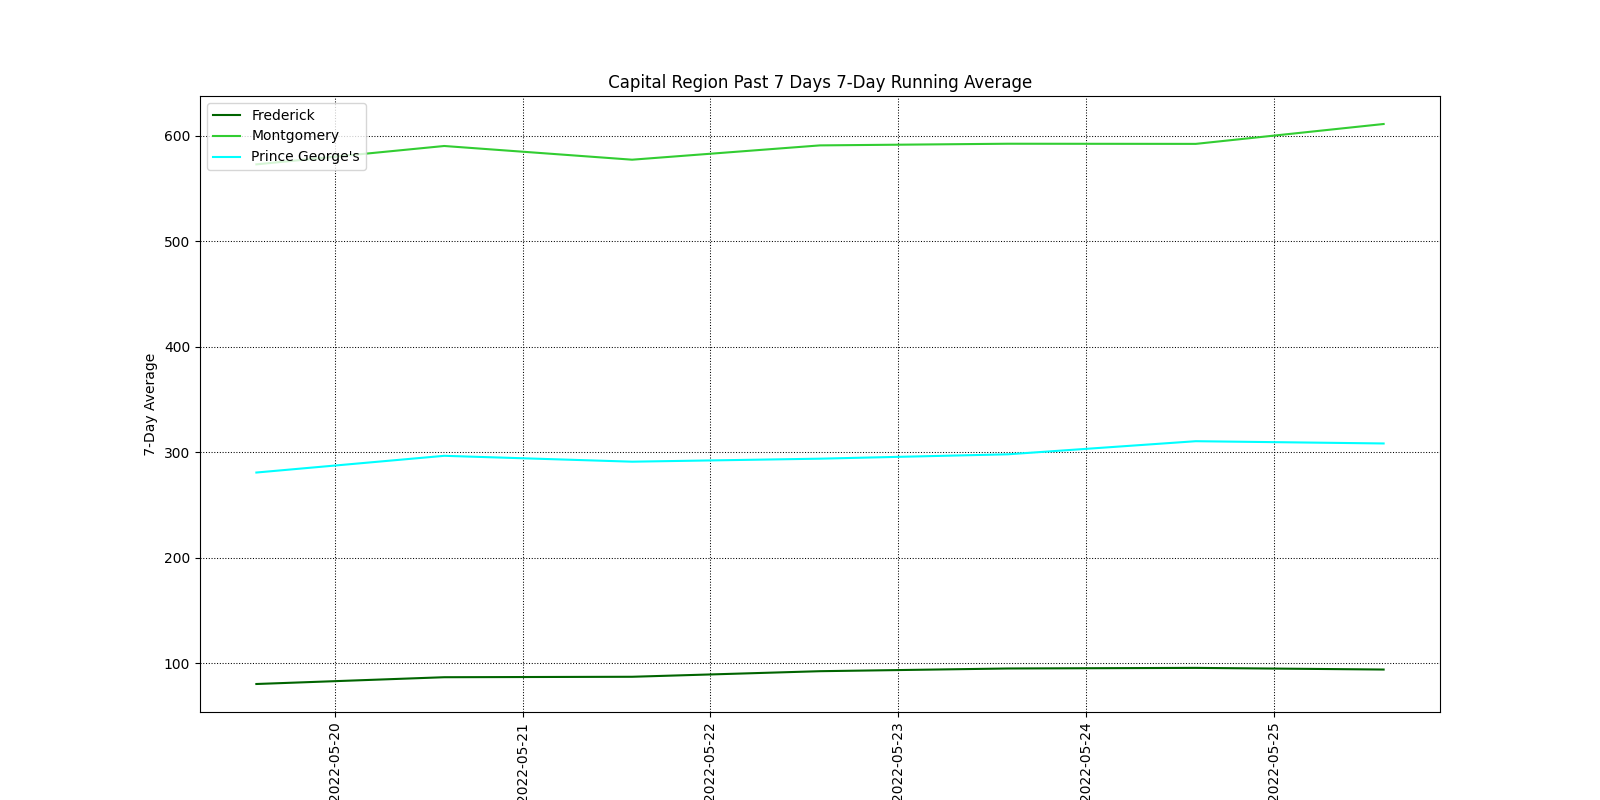 Capital Region Past 7 Days 7-Day Running Average
Frederick
Montgomery
Prince George's
600
500
400
300
200
100
7-Day Average
2022-05-20
2022-05-21
2022-05-22
2022-05-23
2022-05-24
2022-05-25